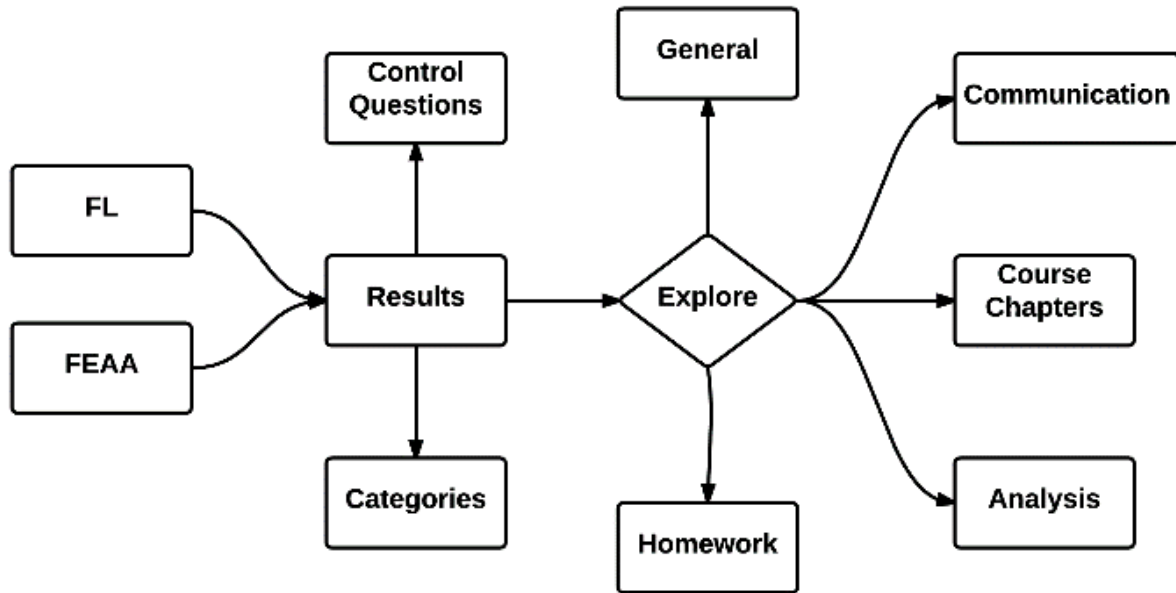 General
Control
Questions
Communication
FL
Results
Explore
Course
Chapters
FEAA
Categories
Analysis
Homework